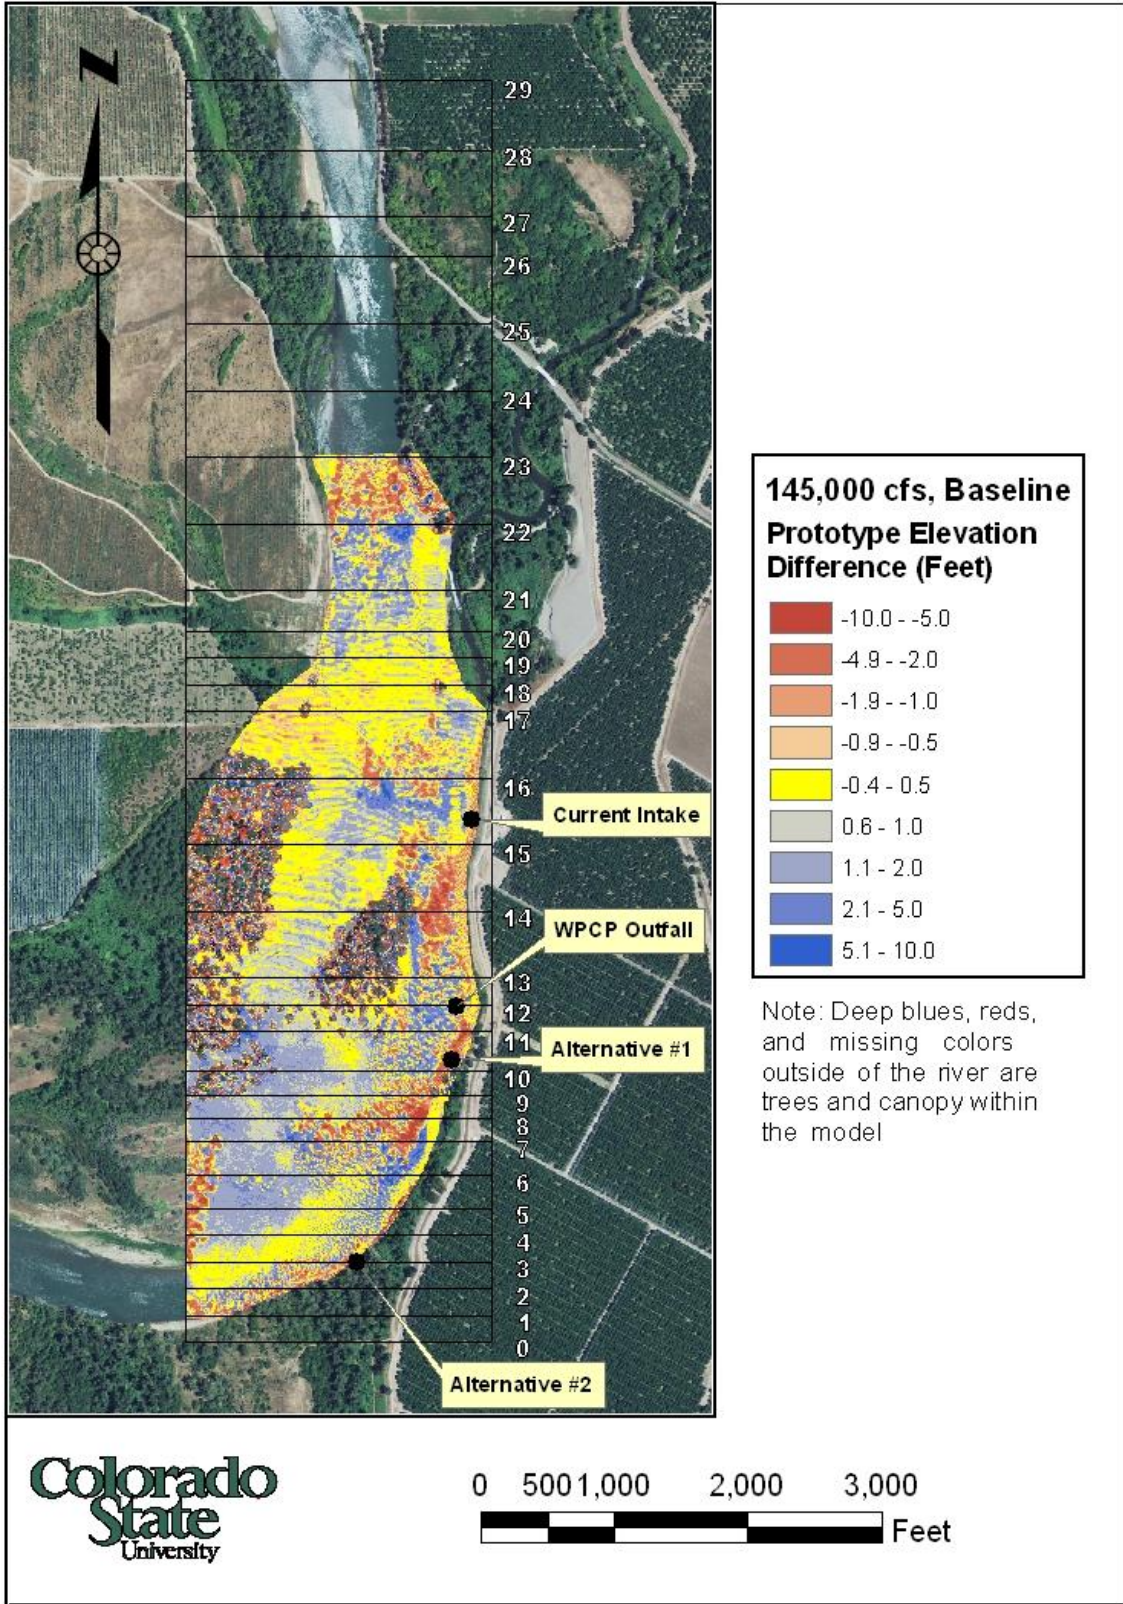 N
29
28
27
26
25
24
23
22
21
20
19
18
17
16
15
14
13
12
11
10
9
8
7
6
5
4
3
2
1
0
Current Intake
WPCP Outfall
Alternative #1
Alternative #2
145,000 cfs, Baseline
Prototype Elevation
Difference (Feet)
-10.0 - -5.0
-4.9 - -2.0
-1.9 - -1.0
-0.9 - -0.5
-0.4 - 0.5
0.6 - 1.0
1.1 - 2.0
2.1 - 5.0
5.1 - 10.0
Note: Deep blues, reds,
and missing colors
outside of the river are
trees and canopy within
the model
Colorado
State
University
0 500 1,000 2,000 3,000
Feet